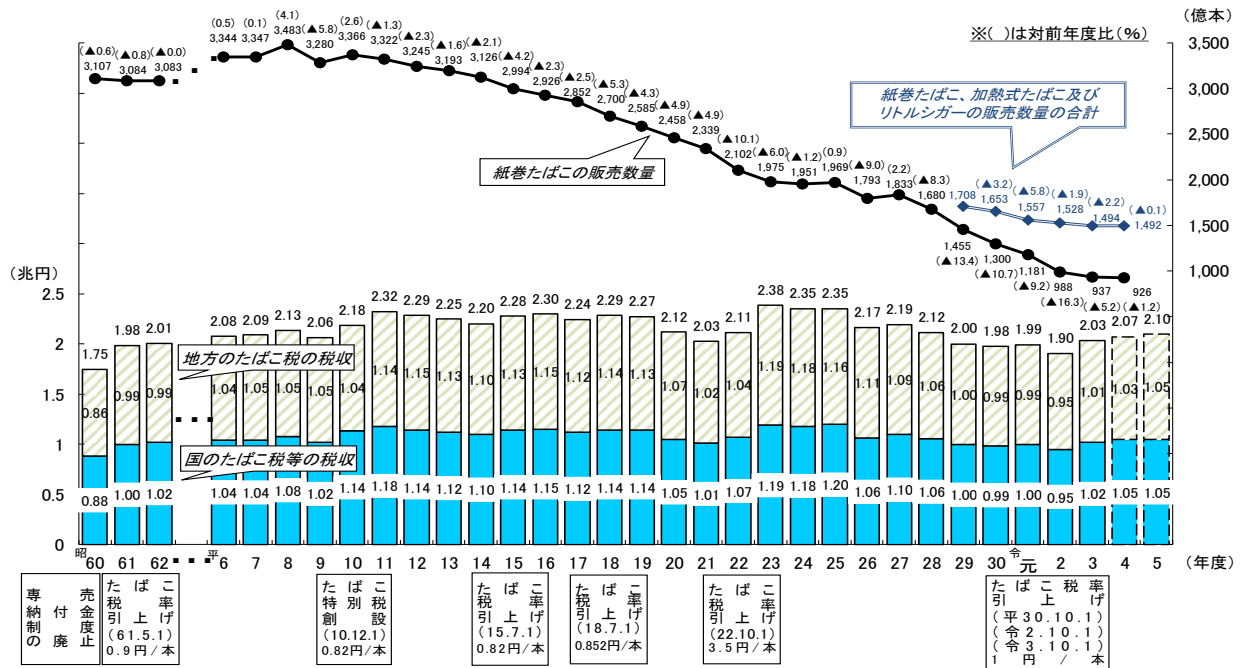 (億本)
※( )は対前年度比(%)
(▲0.6) (▲0.8) (▲0.0) (0.5) (0.1) (4.1) (▲5.8) (2.6) (▲1.3) (▲2.3) (▲1.6) (▲2.1) (▲4.2) (▲2.3) (▲2.5) (▲5.3) (▲4.3) (▲4.9) (▲4.9) (▲10.1) (▲6.0) (▲1.2) (0.9) (▲9.0) (2.2) (▲8.3)
3,107 3,084 3,083 3,344 3,347 3,483 3,280 3,366 3,322 3,245 3,193 3,126 2,994 2,926 2,852 2,700 2,585 2,458 2,339 2,102 1,975 1,951 1,969 1,793 1,833 1,680
1,455 1,300 1,181 988 937 926
(▲13.4) (▲10.7) (▲9.2) (▲16.3) (▲5.2) (▲1.2)
紙巻たばこの販売数量
紙巻たばこ、加熱式たばこ及び
リトルシガーの販売数量の合計
(▲3.2) (▲5.8) (▲1.9) (▲2.2) (▲0.1)
1,708 1,653 1,557 1,528 1,494 1,492
3,500
3,000
2,500
2,000
1,500
1,000
(兆円)
2.5
2
1.5
1
0.5
0
1.75 1.98 2.01 2.08 2.09 2.13 2.06 2.18 2.32 2.29 2.25 2.20 2.28 2.30 2.24 2.29 2.27 2.12 2.03 2.11 2.38 2.35 2.35 2.17 2.19 2.12 2.00 1.98 1.99 1.90 2.03 2.07 2.10
地方のたばこ税の税収
0.86 0.99 0.99 1.04 1.05 1.05 1.05 1.04 1.14 1.15 1.13 1.10 1.13 1.15 1.12 1.14 1.13 1.07 1.02 1.04 1.19 1.18 1.16 1.11 1.09 1.06 1.00 0.99 0.99 0.95 1.01 1.03 1.05
国のたばこ税等の税収
0.88 1.00 1.02 1.04 1.04 1.08 1.02 1.14 1.18 1.14 1.12 1.10 1.14 1.15 1.12 1.14 1.14 1.05 1.01 1.07 1.19 1.18 1.20 1.06 1.10 1.06 1.00 0.99 1.00 0.95 1.02 1.05 1.05
昭 平 令
60 61 62 6 7 8 9 10 11 12 13 14 15 16 17 18 19 20 21 22 23 24 25 26 27 28 29 30 元 2 3 4 5 (年度)
専売
納付金
制度
の廃止
たばこ
税率
引上げ
(61.5.1)
0.9円/本
たばこ
特別税
創設
(10.12.1)
0.82円/本
たばこ
税率
引上げ
(15.7.1)
0.82円/本
たばこ
税率
引上げ
(18.7.1)
0.852円/本
たばこ
税率
引上げ
(22.10.1)
3.5円/本
たばこ税率
引上げ
(平30.10.1)
(令2.10.1)
(令3.10.1)
1円/本